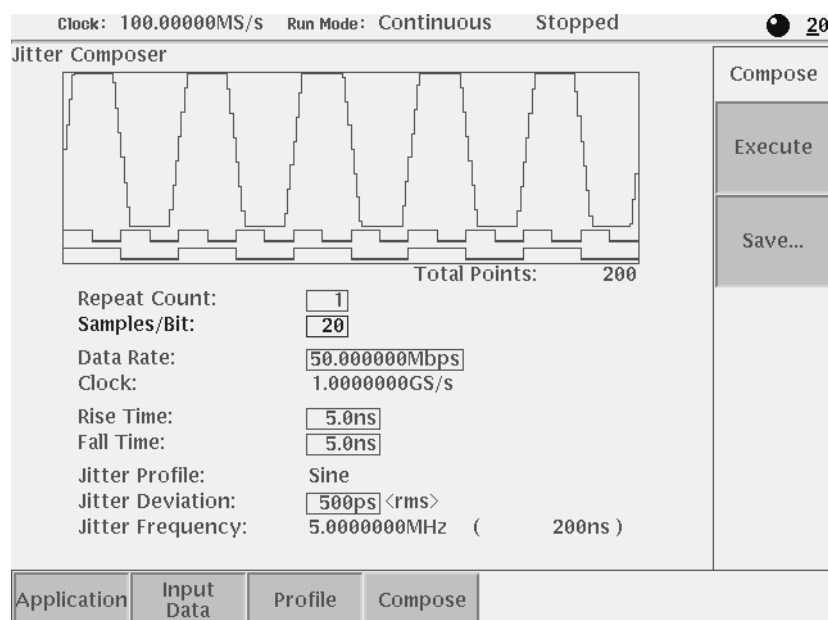 Clock: 100.00000MS/s Run Mode: Continuous Stopped 20
Jitter Composer
Compose
Execute
Save...
Total Points: 200
Repeat Count: 1
Samples/Bit: 20
Data Rate: 50.000000Mbps
Clock: 1.0000000GS/s
Rise Time: 5.0ns
Fall Time: 5.0ns
Jitter Profile: Sine
Jitter Deviation: 500ps <rms>
Jitter Frequency: 5.0000000MHz ( 200ns )
Application Input Data Profile Compose